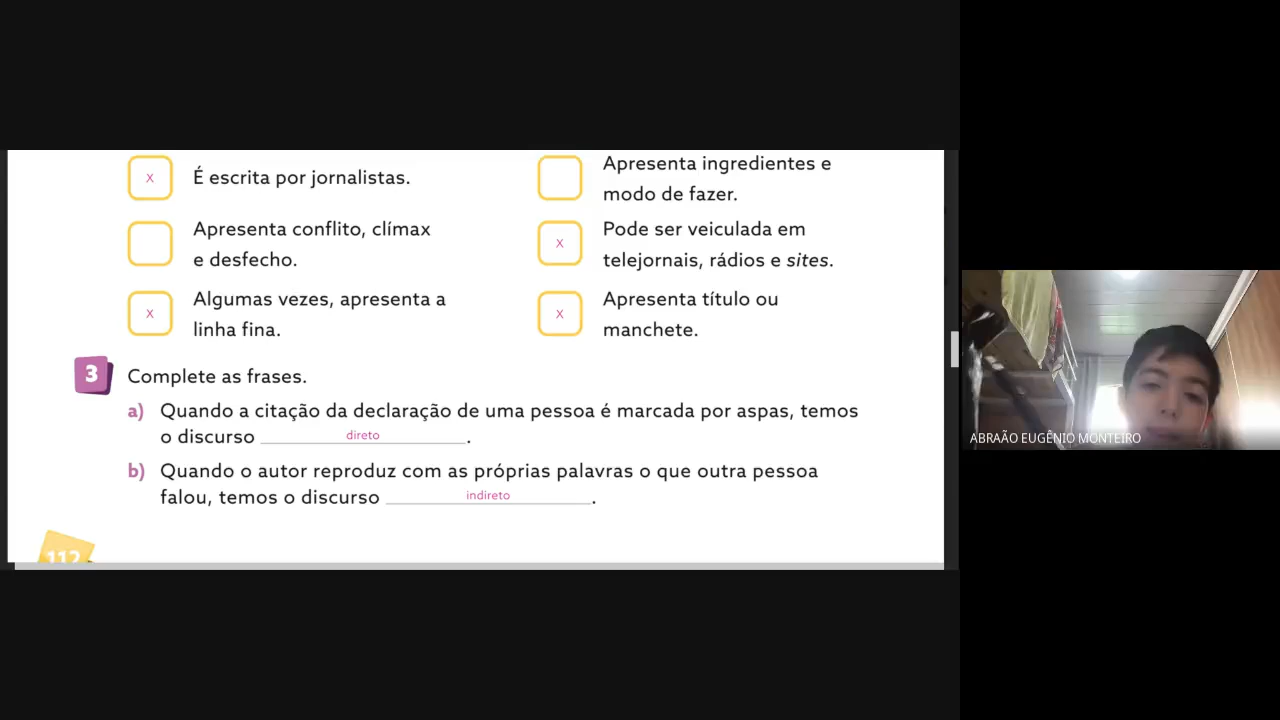 x É escrita por jornalistas.
Apresenta ingredientes e
modo de fazer.
Apresenta conflito, clímax
e desfecho.
x Pode ser veiculada em
telejornais, rádios e sites.
x Algumas vezes, apresenta a
linha fina.
x Apresenta título ou
manchete.
3 Complete as frases.
a) Quando a citação da declaração de uma pessoa é marcada por aspas, temos
o discurso direto.
b) Quando o autor reproduz com as próprias palavras o que outra pessoa
falou, temos o discurso indireto.
112
ABRAÃO EUGÊNIO MONTEIRO